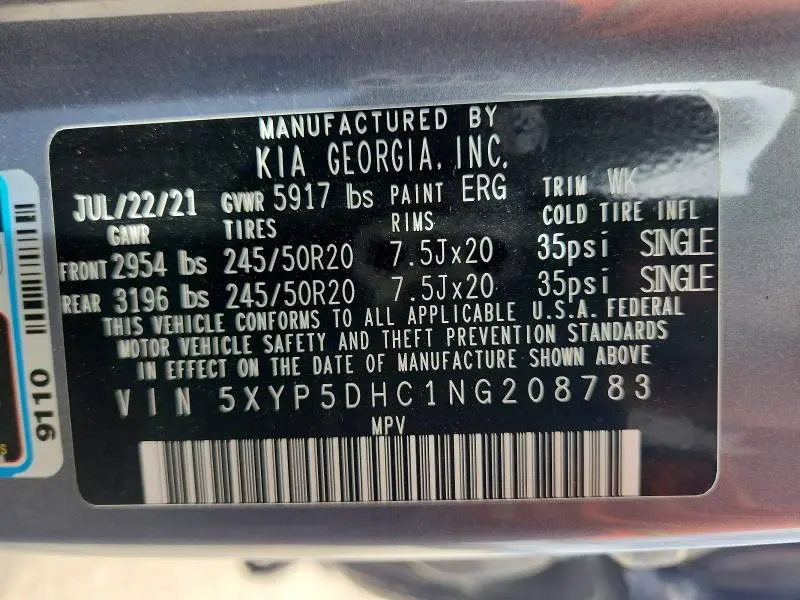 MANUFACTURED BY
KIA GEORGIA, INC.
JUL/22/21 GVWR 5917 lbs PAINT ERG TRIM WK
GAWR TIRES RIMS COLD TIRE INFL
FRONT 2954 lbs 245/50R20 7.5Jx20 35psi SINGLE
REAR 3196 lbs 245/50R20 7.5Jx20 35psi SINGLE
THIS VEHICLE CONFORMS TO ALL APPLICABLE U.S.A. FEDERAL
MOTOR VEHICLE SAFETY AND THEFT PREVENTION STANDARDS
IN EFFECT ON THE DATE OF MANUFACTURE SHOWN ABOVE
VIN 5XYP5DHC1NG208783
MPV
9110